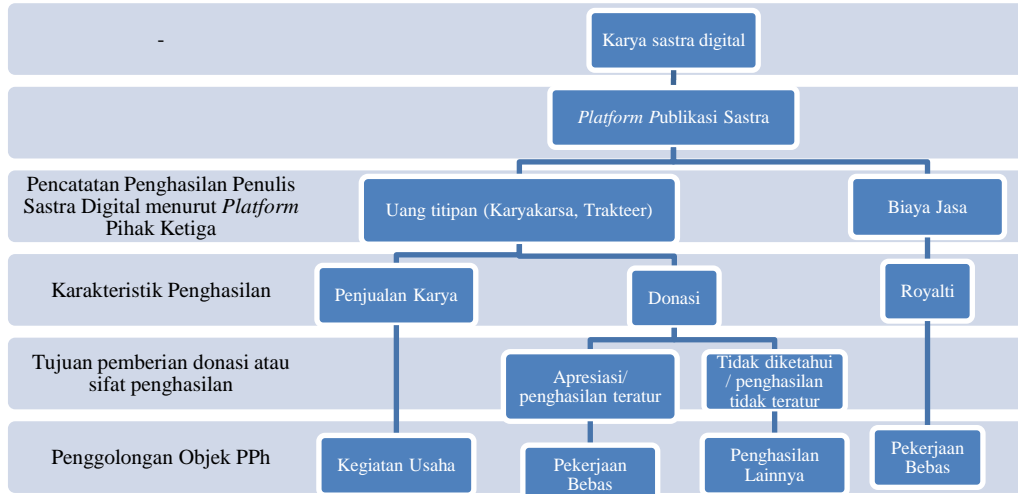 -
Karya sastra digital
Platform Publikasi Sastra
Pencatatan Penghasilan Penulis
Sastra Digital menurut Platform
Pihak Ketiga
Uang titipan (Karyakarsa, Trakteer)
Biaya Jasa
Karakteristik Penghasilan
Penjualan Karya
Donasi
Royalti
Tujuan pemberian donasi atau
sifat penghasilan
Apresiasi/
penghasilan teratur
Tidak diketahui
/ penghasilan
tidak teratur
Penggolongan Objek PPh
Kegiatan Usaha
Pekerjaan
Bebas
Penghasilan
Lainnya
Pekerjaan
Bebas